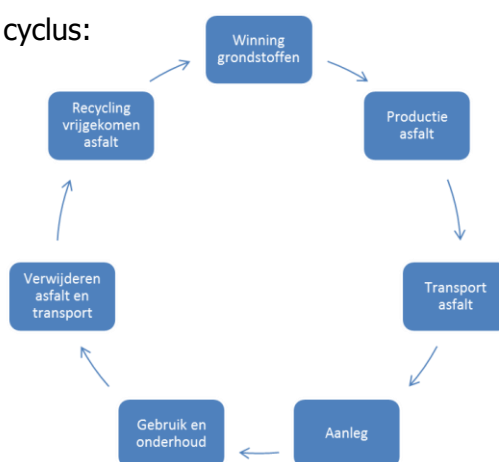 cyclus:
Winning
grondstoffen
Productie
asfalt
Transport
asfalt
Aanleg
Gebruik en
onderhoud
Verwijderen
asfalt en
transport
Recycling
vrijgekomen
asfalt